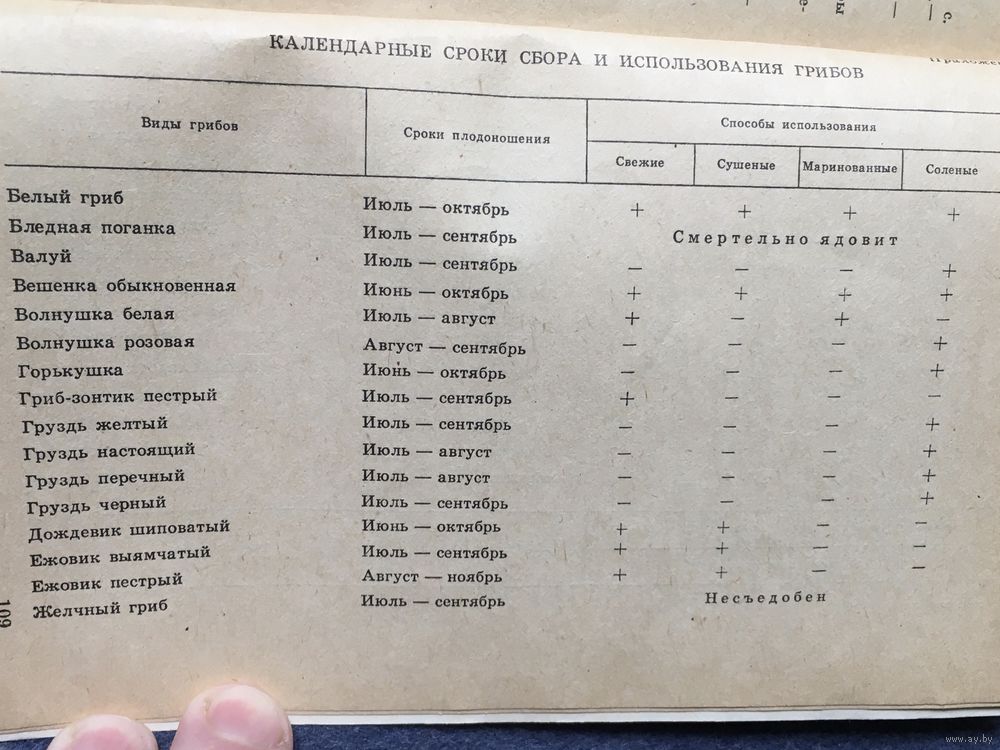 КАЛЕНДАРНЫЕ СРОКИ СБОРА И ИСПОЛЬЗОВАНИЯ ГРИБОВ
Виды грибов Сроки плодоношения Способы использования
Свежие Сушеные Маринованные Соленые
Белый гриб Июль — октябрь + + + +
Бледная поганка Июль — сентябрь Смертельно ядовит
Валуй Июль — сентябрь — — — +
Вешенка обыкновенная Июнь — октябрь + + + +
Волнушка белая Июль — август + — + —
Волнушка розовая Август — сентябрь — — — +
Горькушка Июнь — октябрь — — — +
Гриб-зонтик пестрый Июль — сентябрь + — — —
Груздь желтый Июль — сентябрь — — — +
Груздь настоящий Июль — август — — — +
Груздь перечный Июль — август — — — +
Груздь черный Июль — сентябрь — — — +
Дождевик шиповатый Июнь — октябрь + + — —
Ежовик выямчатый Июль — сентябрь + + — —
Ежовик пестрый Август — ноябрь + + — —
Желчный гриб Июль — сентябрь Несъедобен
109
www.ay.by